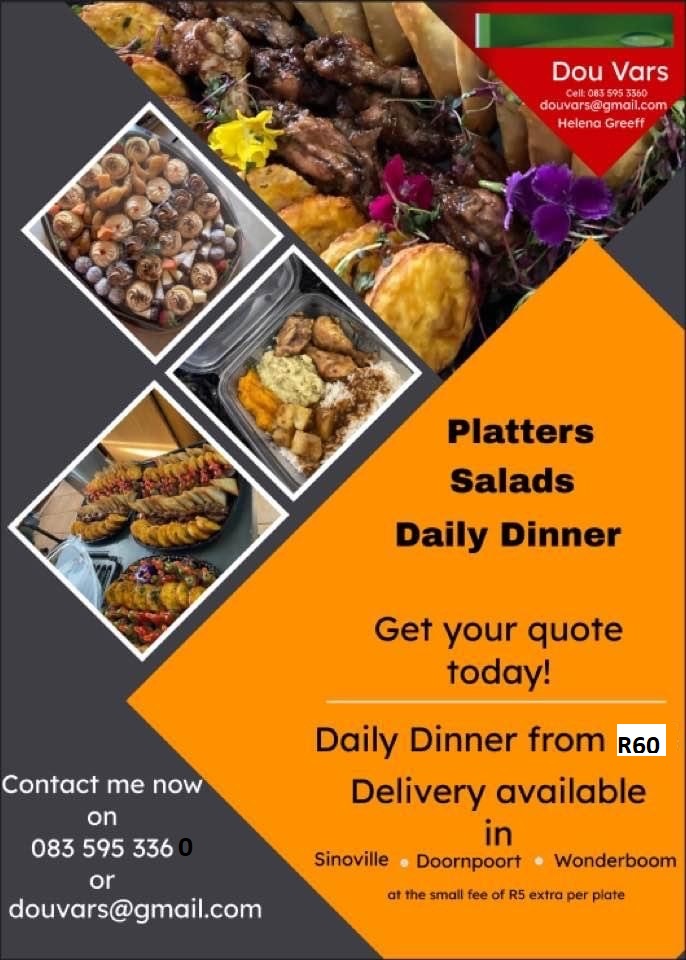 Dou Vars
Cell: 083 595 3360
douvars@gmail.com
Helena Greeff
Platters
Salads
Daily Dinner
Get your quote
today!
Daily Dinner from R60
Delivery available
in
Sinoville • Doornpoort • Wonderboom
at the small fee of R5 extra per plate
Contact me now
on
083 595 3360
or
douvars@gmail.com